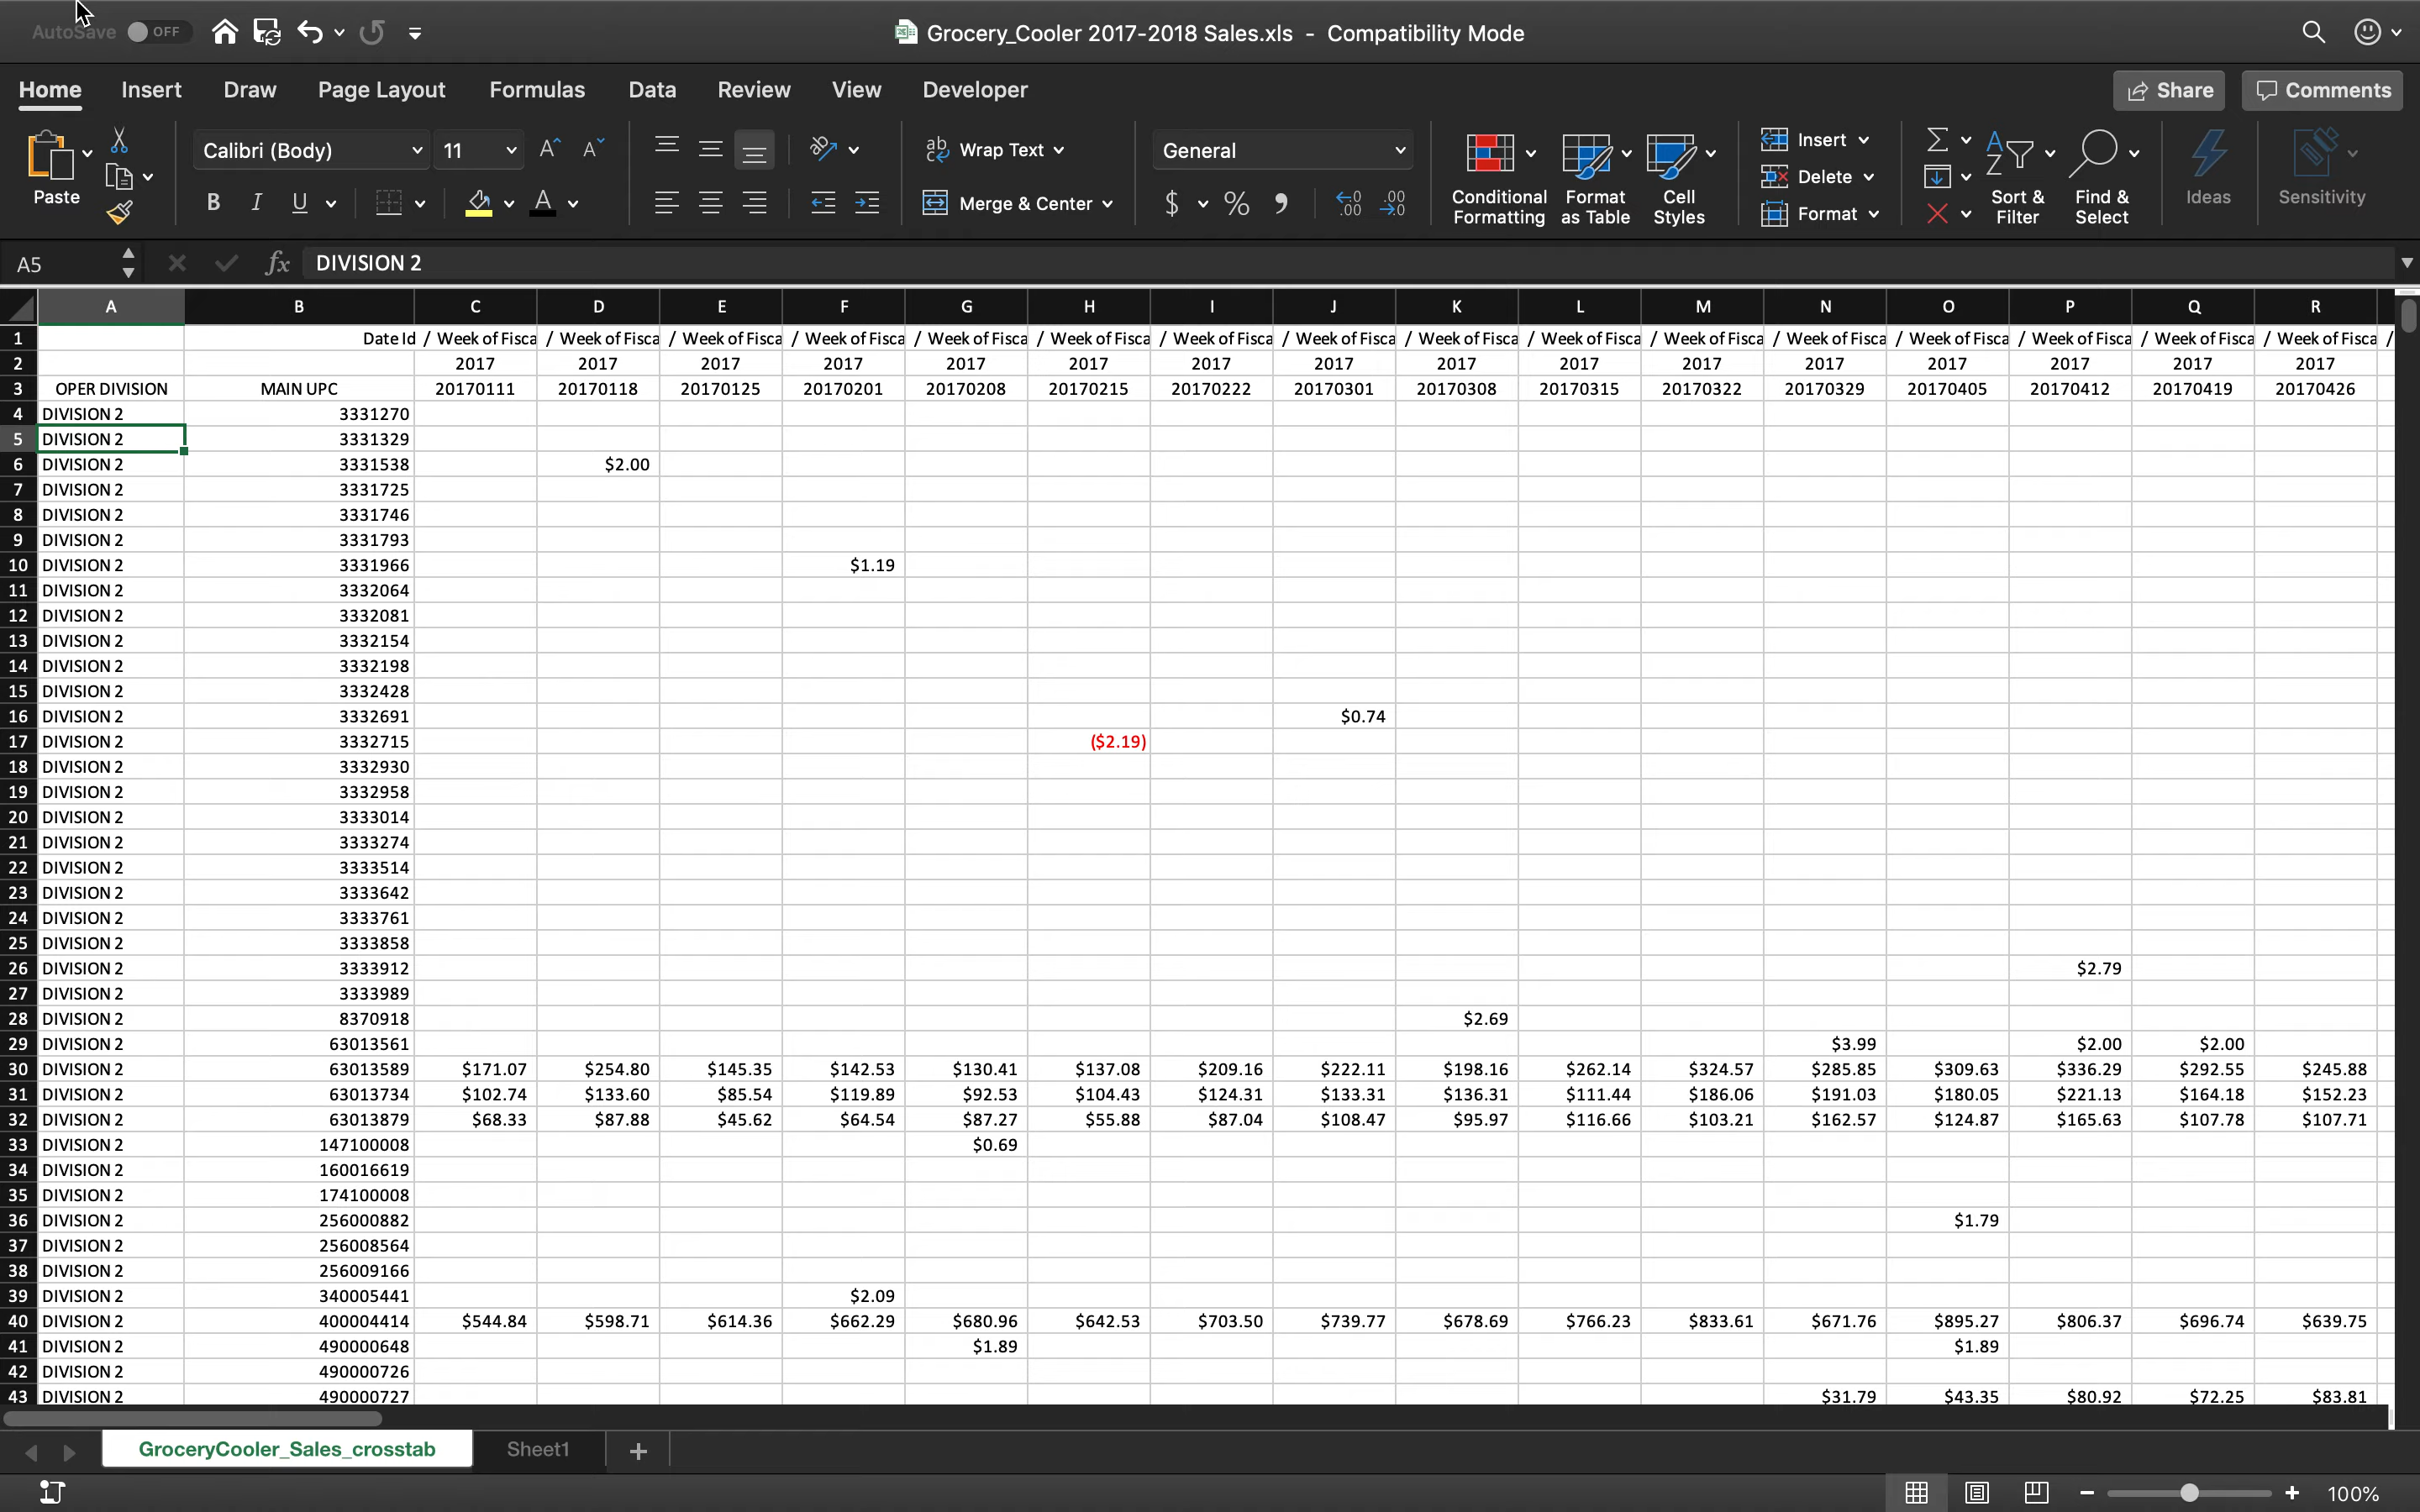 AutoSave OFF Grocery_Cooler 2017-2018 Sales.xls - Compatibility Mode
Home Insert Draw Page Layout Formulas Data Review View Developer Share Comments
Paste Calibri (Body) 11 Wrap Text General Conditional Formatting Format as Table Cell Styles Insert Delete Format Sort & Filter Find & Select Ideas Sensitivity
B I U A Merge & Center $ %
A5 fx DIVISION 2
A B C D E F G H I J K L M N O P Q R
1 Date Id / Week of Fisca / Week of Fisca / Week of Fisca / Week of Fisca / Week of Fisca / Week of Fisca / Week of Fisca / Week of Fisca / Week of Fisca / Week of Fisca / Week of Fisca / Week of Fisca / Week of Fisca / Week of Fisca / Week of Fisca / Week of Fisca /
2 2017 2017 2017 2017 2017 2017 2017 2017 2017 2017 2017 2017 2017 2017 2017 2017
3 OPER DIVISION MAIN UPC 20170111 20170118 20170125 20170201 20170208 20170215 20170222 20170301 20170308 20170315 20170322 20170329 20170405 20170412 20170419 20170426
4 DIVISION 2 3331270
5 DIVISION 2 3331329
6 DIVISION 2 3331538 $2.00
7 DIVISION 2 3331725
8 DIVISION 2 3331746
9 DIVISION 2 3331793
10 DIVISION 2 3331966 $1.19
11 DIVISION 2 3332064
12 DIVISION 2 3332081
13 DIVISION 2 3332154
14 DIVISION 2 3332198
15 DIVISION 2 3332428
16 DIVISION 2 3332691 $0.74
17 DIVISION 2 3332715 ($2.19)
18 DIVISION 2 3332930
19 DIVISION 2 3332958
20 DIVISION 2 3333014
21 DIVISION 2 3333274
22 DIVISION 2 3333514
23 DIVISION 2 3333642
24 DIVISION 2 3333761
25 DIVISION 2 3333858
26 DIVISION 2 3333912 $2.79
27 DIVISION 2 3333989
28 DIVISION 2 8370918 $2.69
29 DIVISION 2 63013561 $3.99 $2.00 $2.00
30 DIVISION 2 63013589 $171.07 $254.80 $145.35 $142.53 $130.41 $137.08 $209.16 $222.11 $198.16 $262.14 $324.57 $285.85 $309.63 $336.29 $292.55 $245.88
31 DIVISION 2 63013734 $102.74 $133.60 $85.54 $119.89 $92.53 $104.43 $124.31 $133.31 $136.31 $111.44 $186.06 $191.03 $180.05 $221.13 $164.18 $152.23
32 DIVISION 2 63013879 $68.33 $87.88 $45.62 $64.54 $87.27 $55.88 $87.04 $108.47 $95.97 $116.66 $103.21 $162.57 $124.87 $165.63 $107.78 $107.71
33 DIVISION 2 147100008 $0.69
34 DIVISION 2 160016619
35 DIVISION 2 174100008
36 DIVISION 2 256000882 $1.79
37 DIVISION 2 256008564
38 DIVISION 2 256009166
39 DIVISION 2 340005441 $2.09
40 DIVISION 2 400004414 $544.84 $598.71 $614.36 $662.29 $680.96 $642.53 $703.50 $739.77 $678.69 $766.23 $833.61 $671.76 $895.27 $806.37 $696.74 $639.75
41 DIVISION 2 490000648 $1.89 $1.89
42 DIVISION 2 490000726
43 DIVISION 2 490000727 $31.79 $43.35 $80.92 $72.25 $83.81
GroceryCooler_Sales_crosstab Sheet1 +
100%